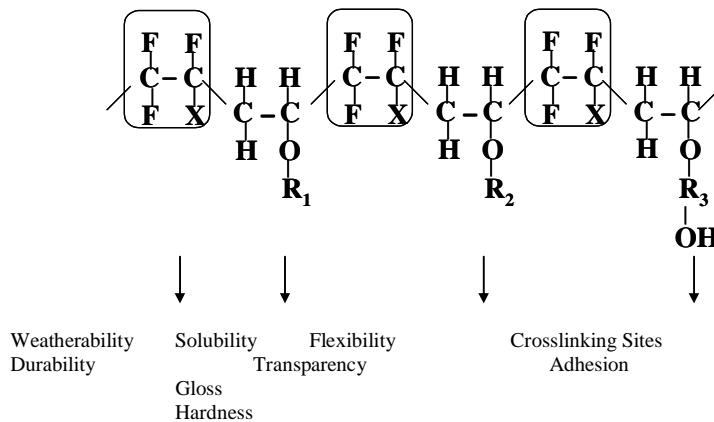 F F F F F F
C – C H H C – C H H C – C H H
F X C – C F X C – C F X C – C
H O H O H O
R1 R2 R3
OH
Weatherability Solubility Flexibility Crosslinking Sites
Durability Transparency Adhesion
Gloss
Hardness